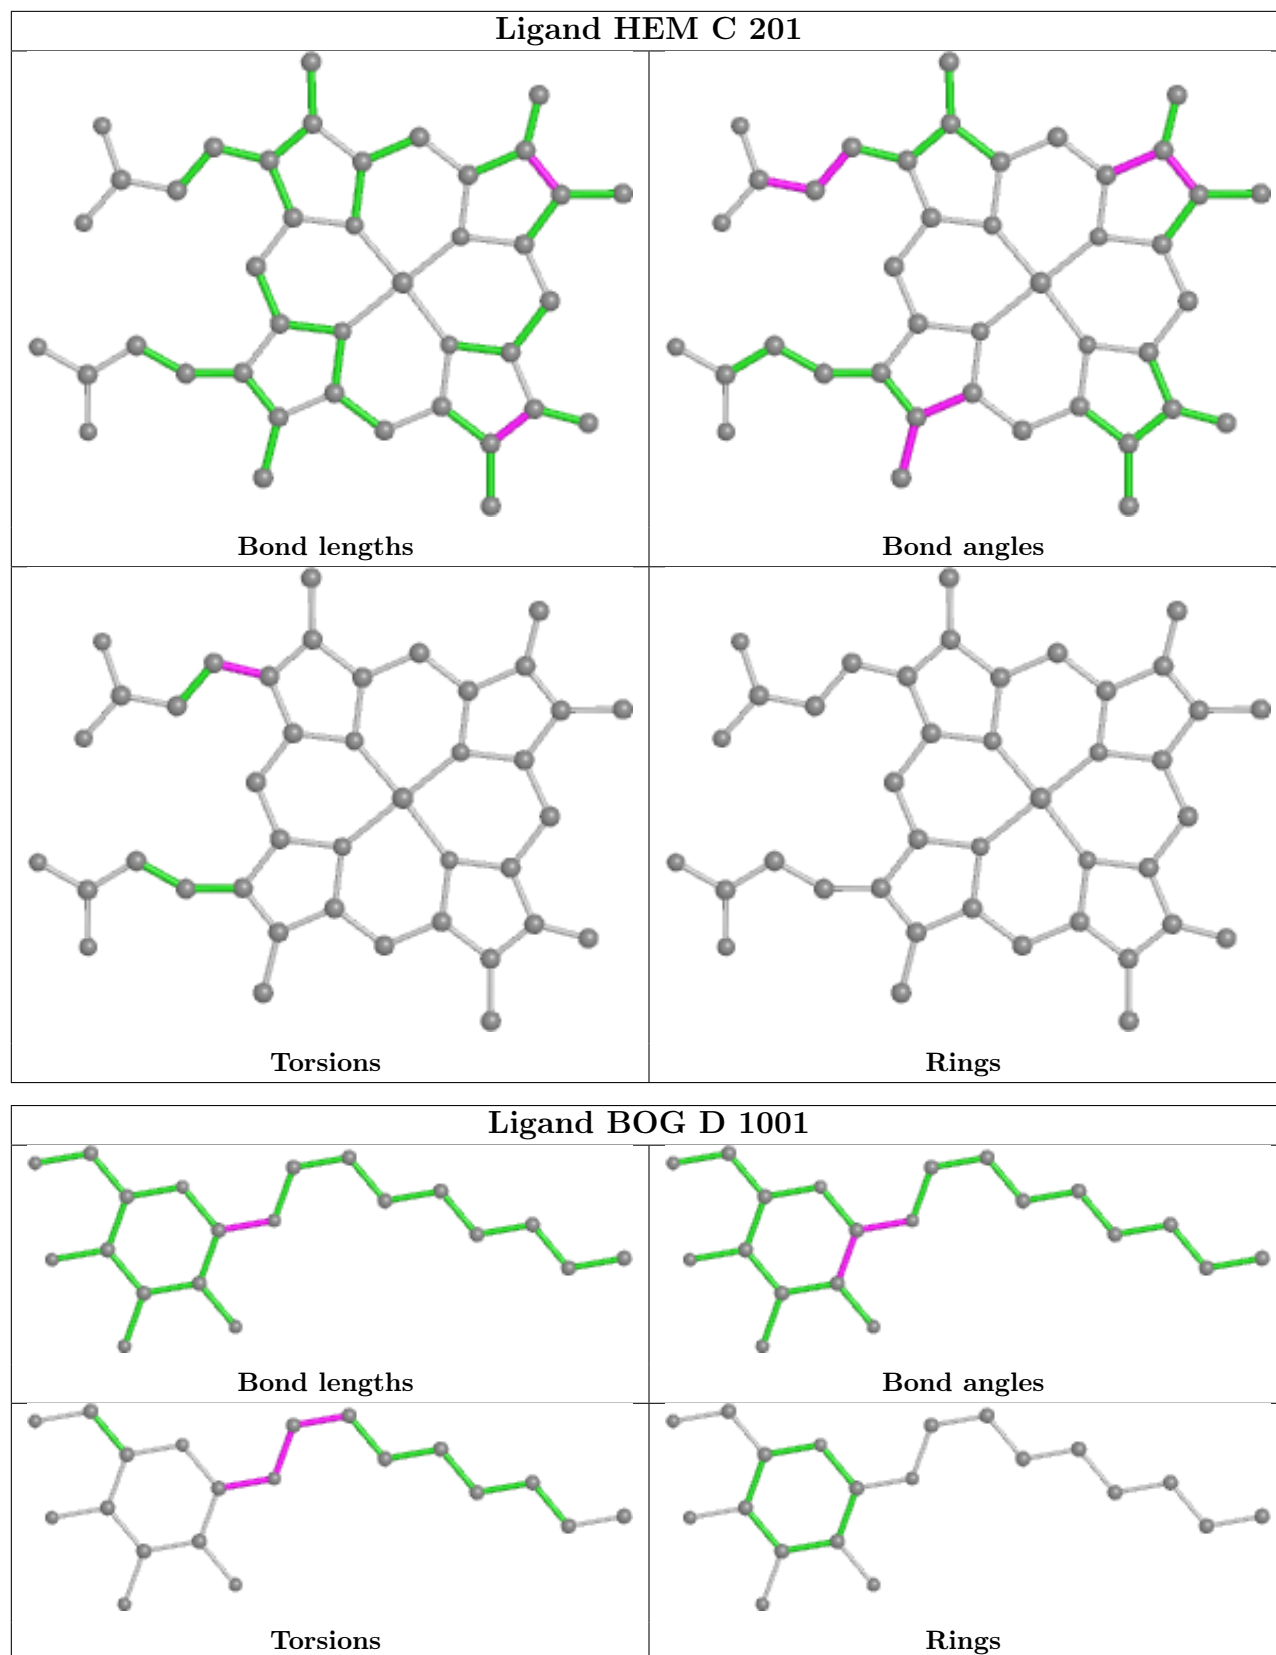 Ligand HEM C 201
Bond lengths
Bond angles
Torsions
Rings
Ligand BOG D 1001
Bond lengths
Bond angles
Torsions
Rings